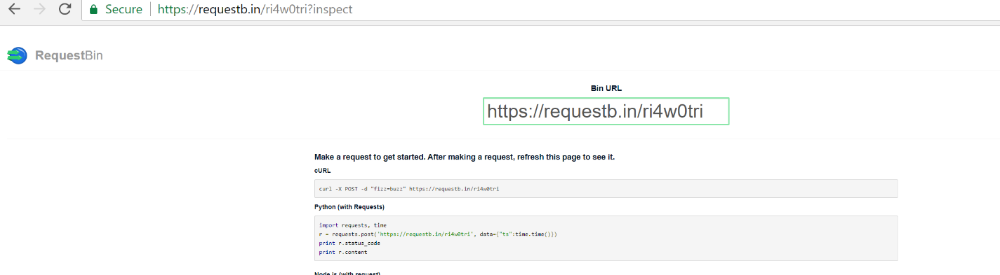 Secure https://requestb.in/ri4w0tri?inspect
RequestBin
Bin URL
https://requestb.in/ri4w0tri
Make a request to get started. After making a request, refresh this page to see it.
cURL
curl -X POST -d "fizz=buzz" https://requestb.in/ri4w0tri
Python (with Requests)
import requests, time
r = requests.post('https://requestb.in/ri4w0tri', data={"ts":time.time()})
print r.status_code
print r.content
Node.js (with request)